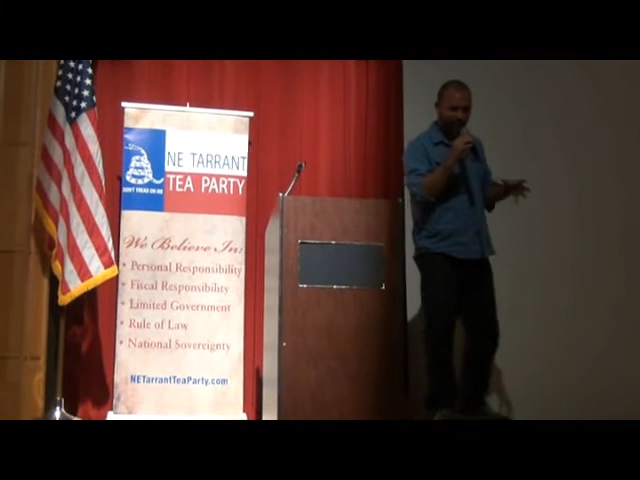 NE TARRANT
TEA PARTY
DON'T TREAD ON ME
We Believe In:
• Personal Responsibility
• Fiscal Responsibility
• Limited Government
• Rule of Law
• National Sovereignty
NETarrantTeaParty.com